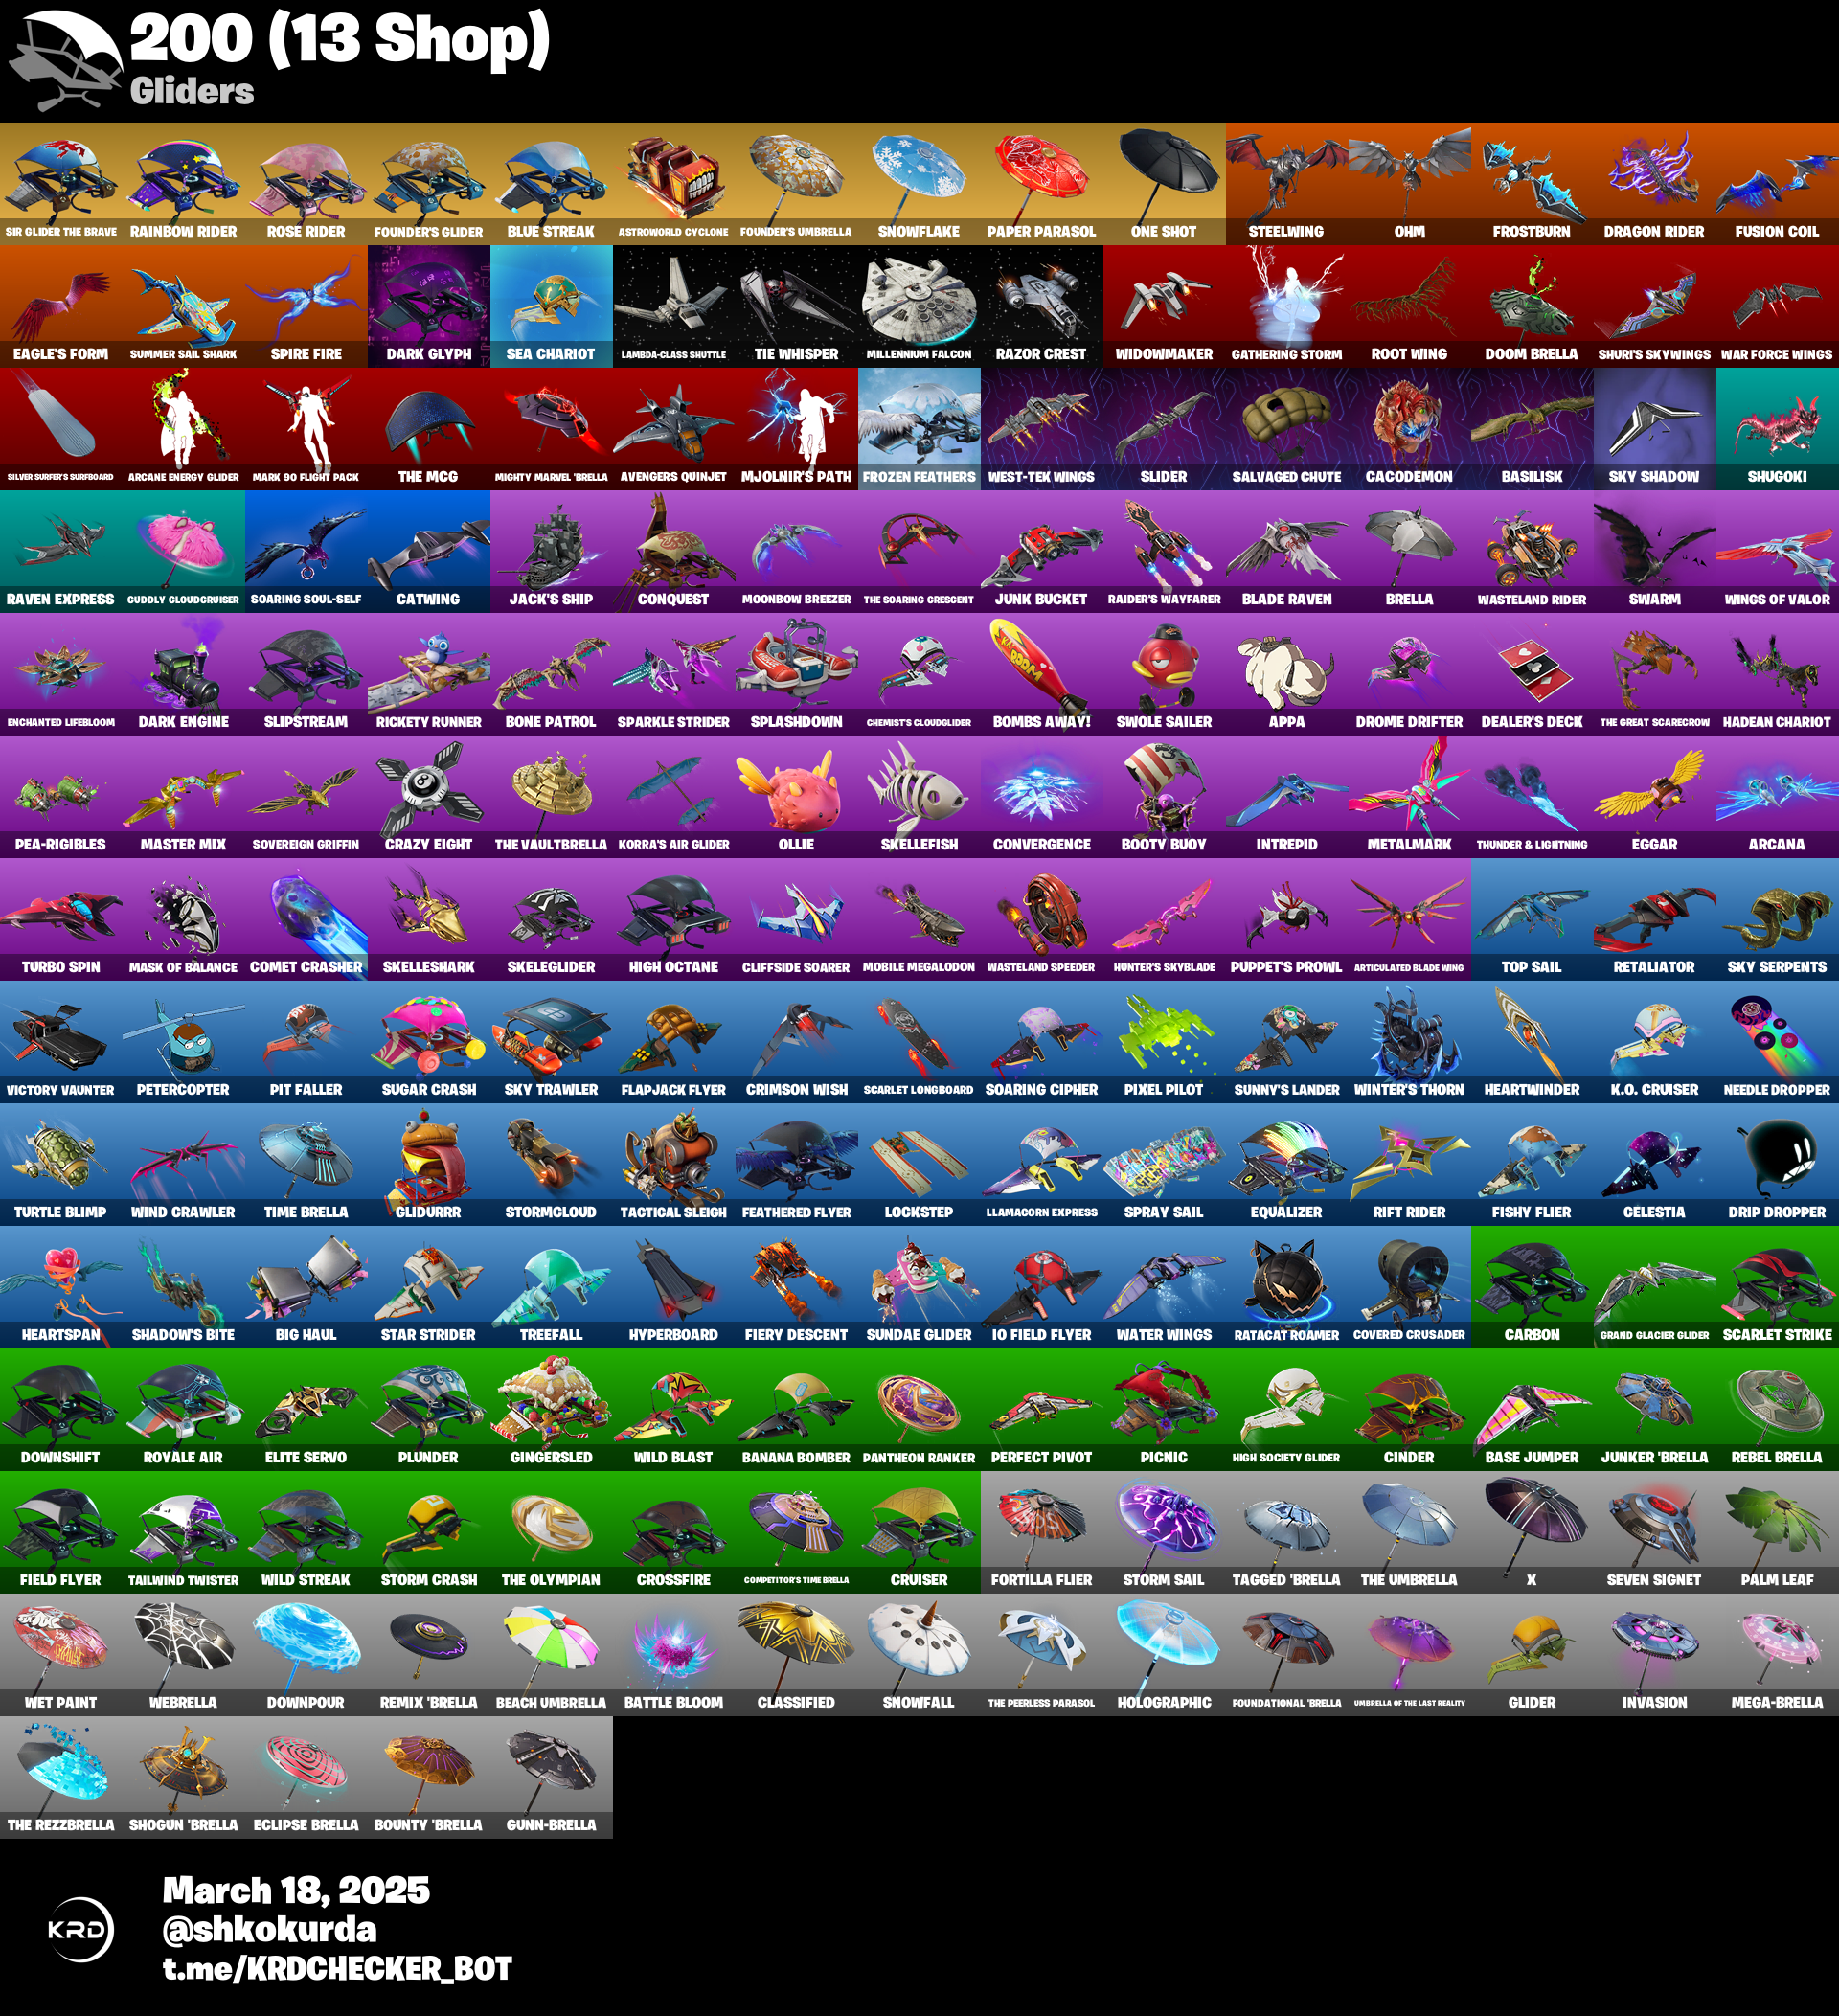 200 (13 Shop)
Gliders
SIR GLIDER THE BRAVE RAINBOW RIDER ROSE RIDER FOUNDER'S GLIDER BLUE STREAK ASTROWORLD CYCLONE FOUNDER'S UMBRELLA SNOWFLAKE PAPER PARASOL ONE SHOT STEELWING OHM FROSTBURN DRAGON RIDER FUSION COIL
EAGLE'S FORM SUMMER SAIL SHARK SPIRE FIRE DARK GLYPH SEA CHARIOT LAMBDA-CLASS SHUTTLE TIE WHISPER MILLENNIUM FALCON RAZOR CREST WIDOWMAKER GATHERING STORM ROOT WING DOOM BRELLA SHURI'S SKYWINGS WAR FORCE WINGS
SILVER SURFER'S SURFBOARD ARCANE ENERGY GLIDER MARK 90 FLIGHT PACK THE MCG MIGHTY MARVEL 'BRELLA AVENGERS QUINJET MJOLNIR'S PATH FROZEN FEATHERS WEST-TEK WINGS SLIDER SALVAGED CHUTE CACODEMON BASILISK SKY SHADOW SHUGOKI
RAVEN EXPRESS CUDDLY CLOUDCRUISER SOARING SOUL-SELF CATWING JACK'S SHIP CONQUEST MOONBOW BREEZER THE SOARING CRESCENT JUNK BUCKET RAIDER'S WAYFARER BLADE RAVEN BRELLA WASTELAND RIDER SWARM WINGS OF VALOR
ENCHANTED LIFEBLOOM DARK ENGINE SLIPSTREAM RICKETY RUNNER BONE PATROL SPARKLE STRIDER SPLASHDOWN CHEMIST'S CLOUDGLIDER BOMBS AWAY! SWOLE SAILER APPA DROME DRIFTER DEALER'S DECK THE GREAT SCARECROW HADEAN CHARIOT
PEA-RIGIBLES MASTER MIX SOVEREIGN GRIFFIN CRAZY EIGHT THE VAULTBRELLA KORRA'S AIR GLIDER OLLIE SKELLEFISH CONVERGENCE BOOTY BUOY INTREPID METALMARK THUNDER & LIGHTNING EGGAR ARCANA
TURBO SPIN MASK OF BALANCE COMET CRASHER SKELLESHARK SKELEGLIDER HIGH OCTANE CLIFFSIDE SOARER MOBILE MEGALODON WASTELAND SPEEDER HUNTER'S SKYBLADE PUPPET'S PROWL ARTICULATED BLADE WING TOP SAIL RETALIATOR SKY SERPENTS
VICTORY VAUNTER PETERCOPTER PIT FALLER SUGAR CRASH SKY TRAWLER FLAPJACK FLYER CRIMSON WISH SCARLET LONGBOARD SOARING CIPHER PIXEL PILOT SUNNY'S LANDER WINTER'S THORN HEARTWINDER K.O. CRUISER NEEDLE DROPPER
TURTLE BLIMP WIND CRAWLER TIME BRELLA GLIDURRR STORMCLOUD TACTICAL SLEIGH FEATHERED FLYER LOCKSTEP LLAMACORN EXPRESS SPRAY SAIL EQUALIZER RIFT RIDER FISHY FLIER CELESTIA DRIP DROPPER
HEARTSPAN SHADOW'S BITE BIG HAUL STAR STRIDER TREEFALL HYPERBOARD FIERY DESCENT SUNDAE GLIDER IO FIELD FLYER WATER WINGS RATACAT ROAMER COVERED CRUSADER CARBON GRAND GLACIER GLIDER SCARLET STRIKE
DOWNSHIFT ROYALE AIR ELITE SERVO PLUNDER GINGERSLED WILD BLAST BANANA BOMBER PANTHEON RANKER PERFECT PIVOT PICNIC HIGH SOCIETY GLIDER CINDER BASE JUMPER JUNKER 'BRELLA REBEL BRELLA
FIELD FLYER TAILWIND TWISTER WILD STREAK STORM CRASH THE OLYMPIAN CROSSFIRE COMPETITOR'S TIME BRELLA CRUISER FORTILLA FLIER STORM SAIL TAGGED 'BRELLA THE UMBRELLA X SEVEN SIGNET PALM LEAF
WET PAINT WEBRELLA DOWNPOUR REMIX 'BRELLA BEACH UMBRELLA BATTLE BLOOM CLASSIFIED SNOWFALL THE PEERLESS PARASOL HOLOGRAPHIC FOUNDATIONAL 'BRELLA UMBRELLA OF THE LAST REALITY GLIDER INVASION MEGA-BRELLA
THE REZZBRELLA SHOGUN 'BRELLA ECLIPSE BRELLA BOUNTY 'BRELLA GUNN-BRELLA
KRD
March 18, 2025
@shkokurda
t.me/KRDCHECKER_BOT